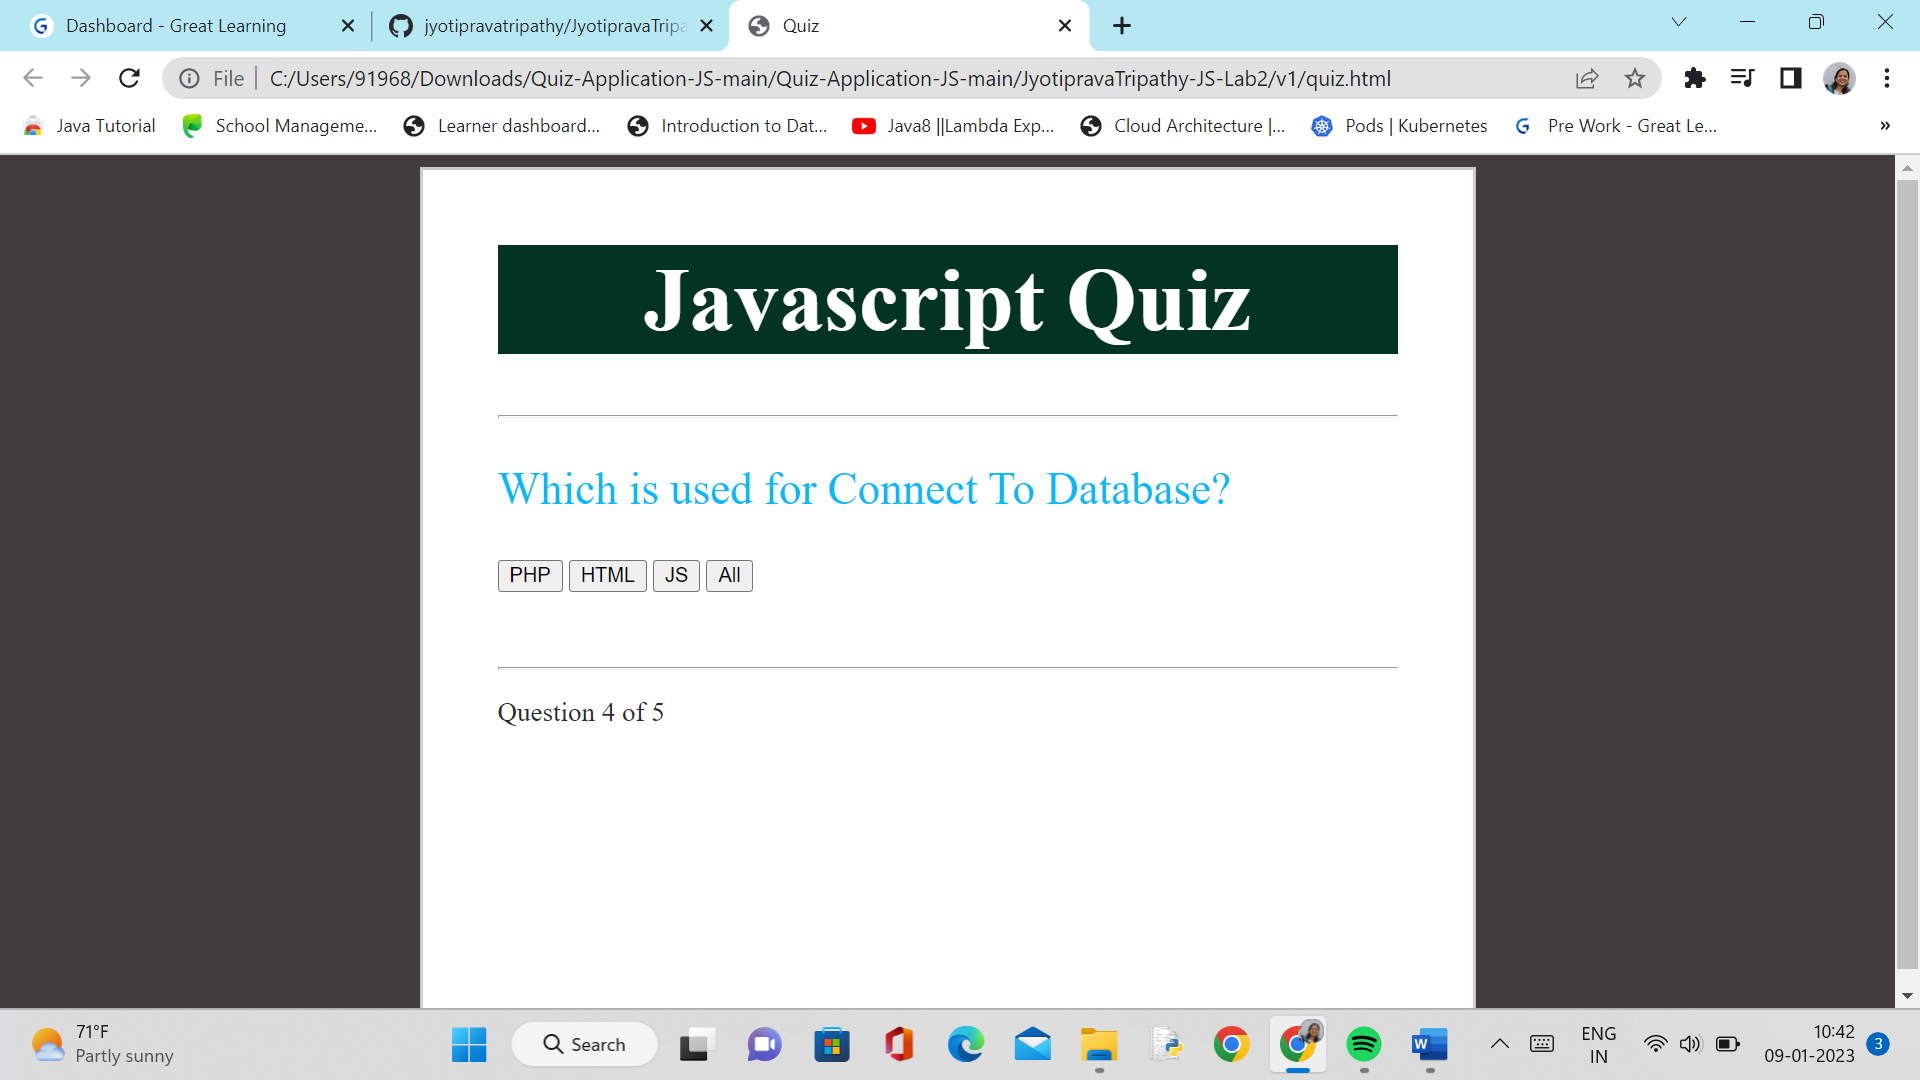 Dashboard - Great Learning
jyotipravatripathy/JyotipravaTripa
Quiz
File
C:/Users/91968/Downloads/Quiz-Application-JS-main/Quiz-Application-JS-main/JyotipravaTripathy-JS-Lab2/v1/quiz.html
Java Tutorial
School Manageme...
Learner dashboard...
Introduction to Dat...
Java8 ||Lambda Exp...
Cloud Architecture |...
Pods | Kubernetes
Pre Work - Great Le...
»
Javascript Quiz
Which is used for Connect To Database?
PHP HTML JS All
Question 4 of 5
71°F
Partly sunny
Search
W
ENG
IN
10:42
09-01-2023
3